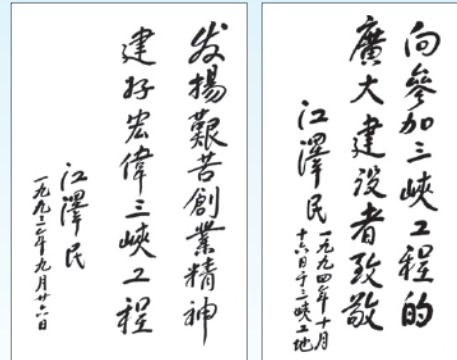 发揚艱苦創業精神
建好宏偉三峽工程
江澤民
一九九三年九月廿六日
向參加三峽工程的
廣大建设者致敬
江澤民
一九九四年十月
十六日于三峽工地